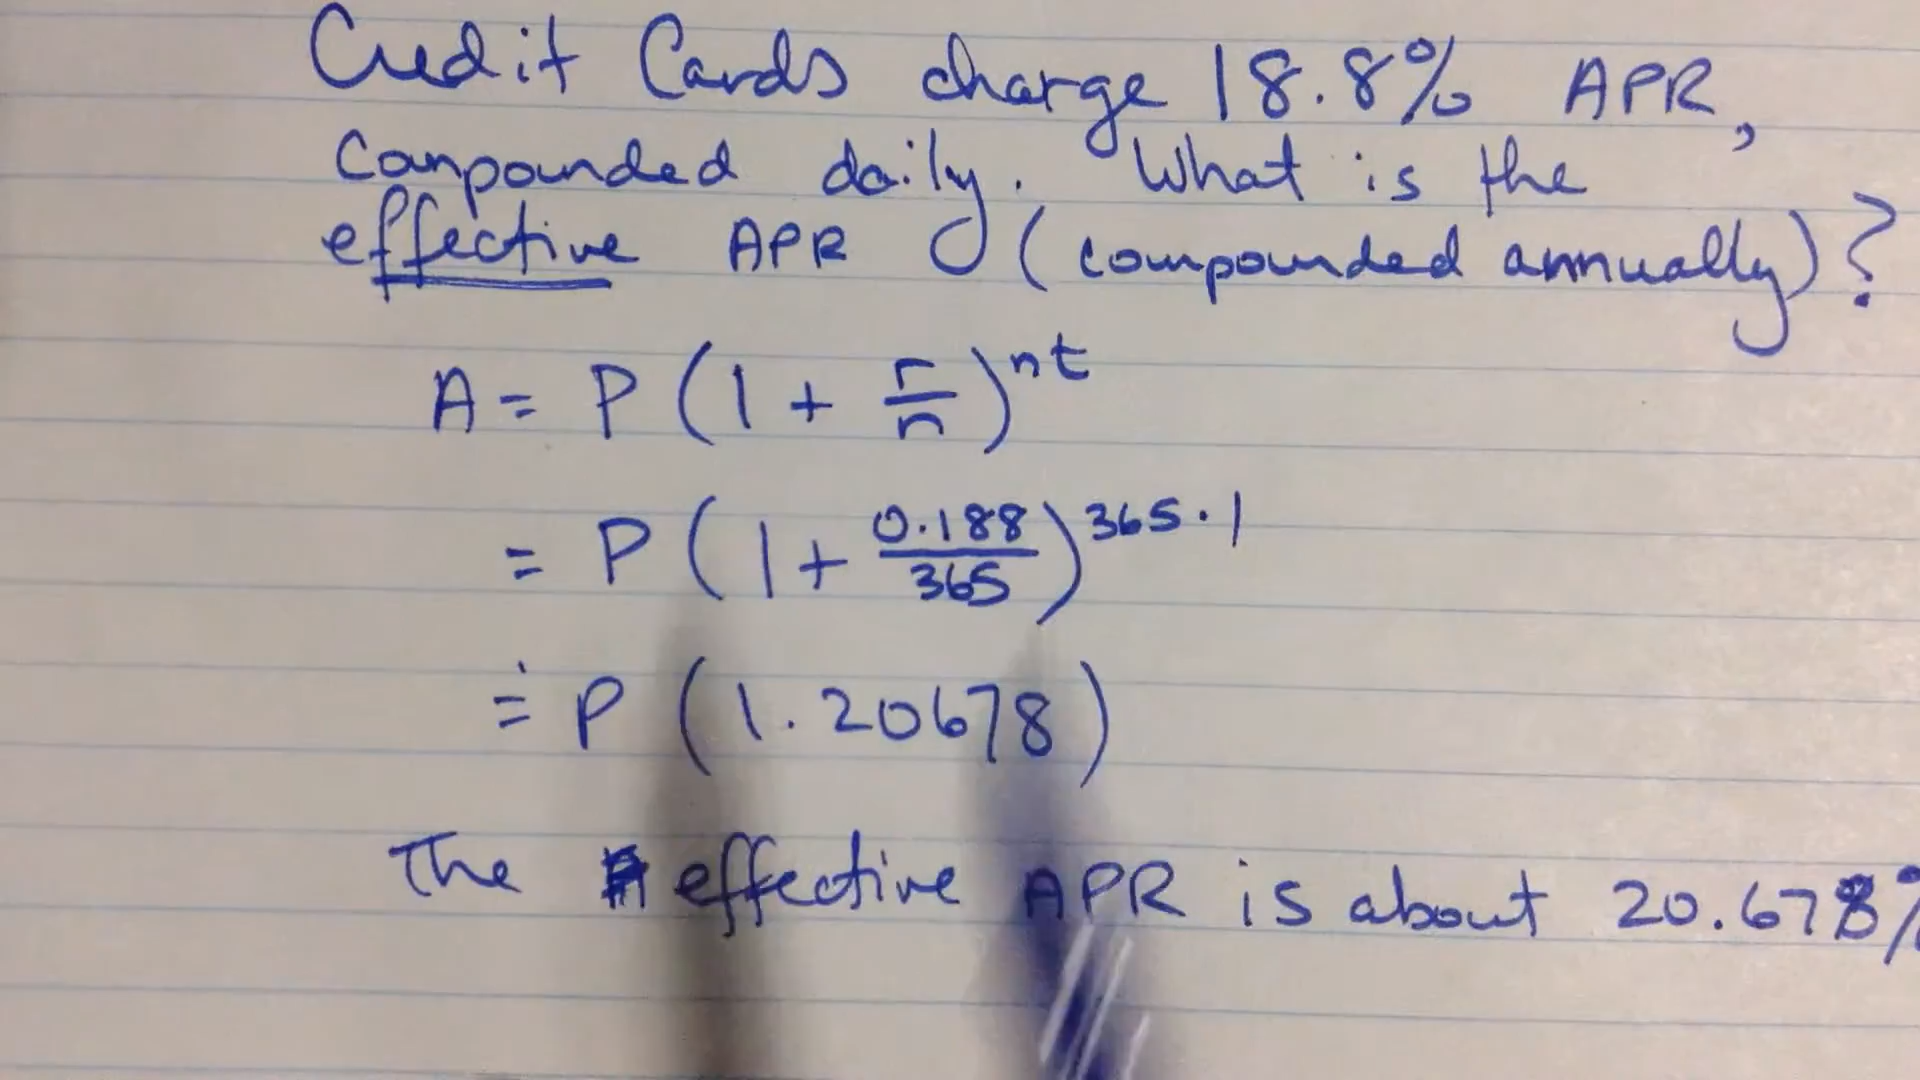 Credit Cards charge 18.8% APR,
compounded daily. What is the
effective APR (compounded annually)?
A = P (1 + r/n)^nt
= P (1 + 0.188/365)^365·1
≐ P (1.20678)
The effective APR is about 20.678%